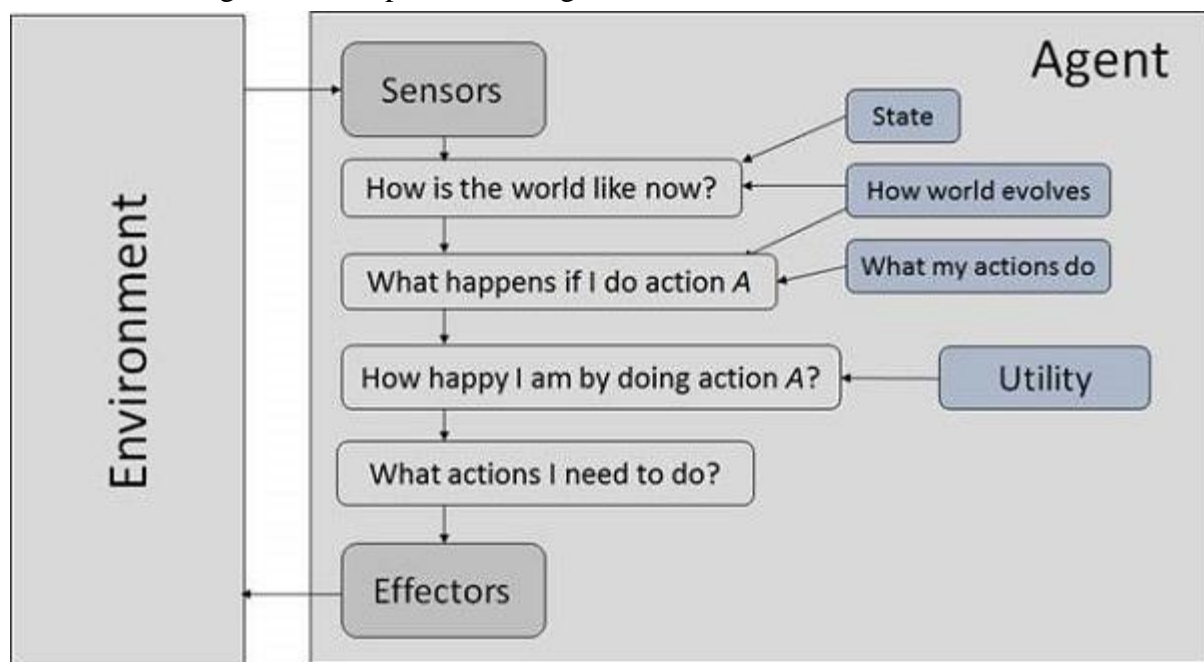 Environment
Agent
Sensors
State
How is the world like now?
How world evolves
What happens if I do action A
What my actions do
How happy I am by doing action A?
Utility
What actions I need to do?
Effectors